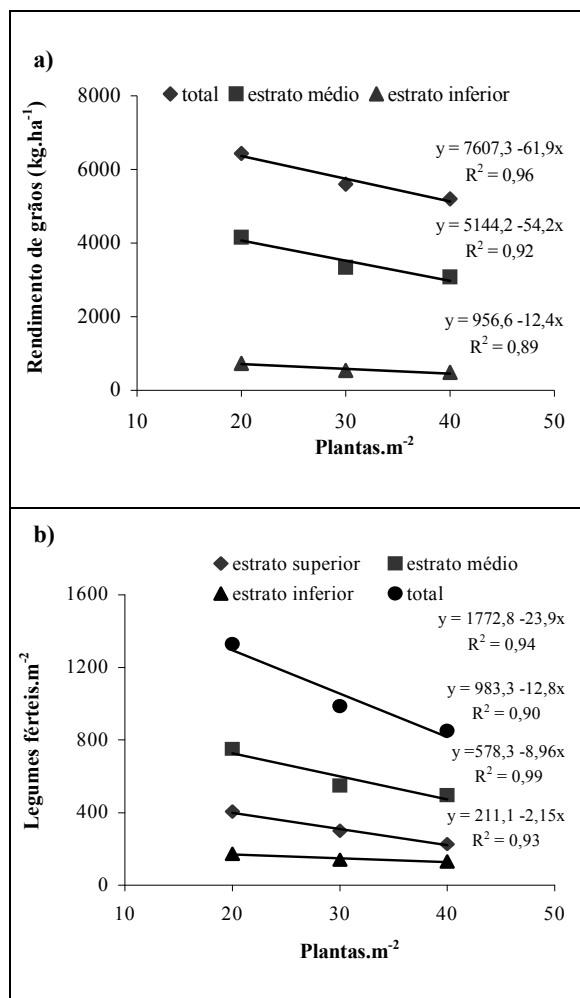 a)
8000
◆ total ■ estrato médio ▲ estrato inferior
y = 7607,3 -61,9x
R² = 0,96
6000
y = 5144,2 -54,2x
R² = 0,92
4000
y = 956,6 -12,4x
R² = 0,89
2000
0
10 20 30 40 50
Rendimento de grãos (kg.ha⁻¹)
Plantas.m⁻²
b)
◆ estrato superior ■ estrato médio
▲ estrato inferior ● total
1600
y = 1772,8 -23,9x
R² = 0,94
1200
y = 983,3 -12,8x
R² = 0,90
800
y = 578,3 -8,96x
R² = 0,99
400
y = 211,1 -2,15x
R² = 0,93
0
10 20 30 40 50
Legumes férteis.m⁻²
Plantas.m⁻²